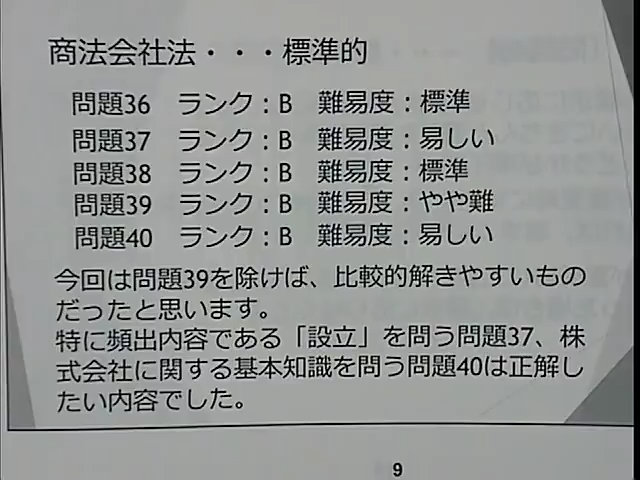 商法会社法・・・標準的
問題36　ランク：B　難易度：標準
問題37　ランク：B　難易度：易しい
問題38　ランク：B　難易度：標準
問題39　ランク：B　難易度：やや難
問題40　ランク：B　難易度：易しい
今回は問題39を除けば、比較的解きやすいもの
だったと思います。
特に頻出内容である「設立」を問う問題37、株
式会社に関する基本知識を問う問題40は正解し
たい内容でした。
9